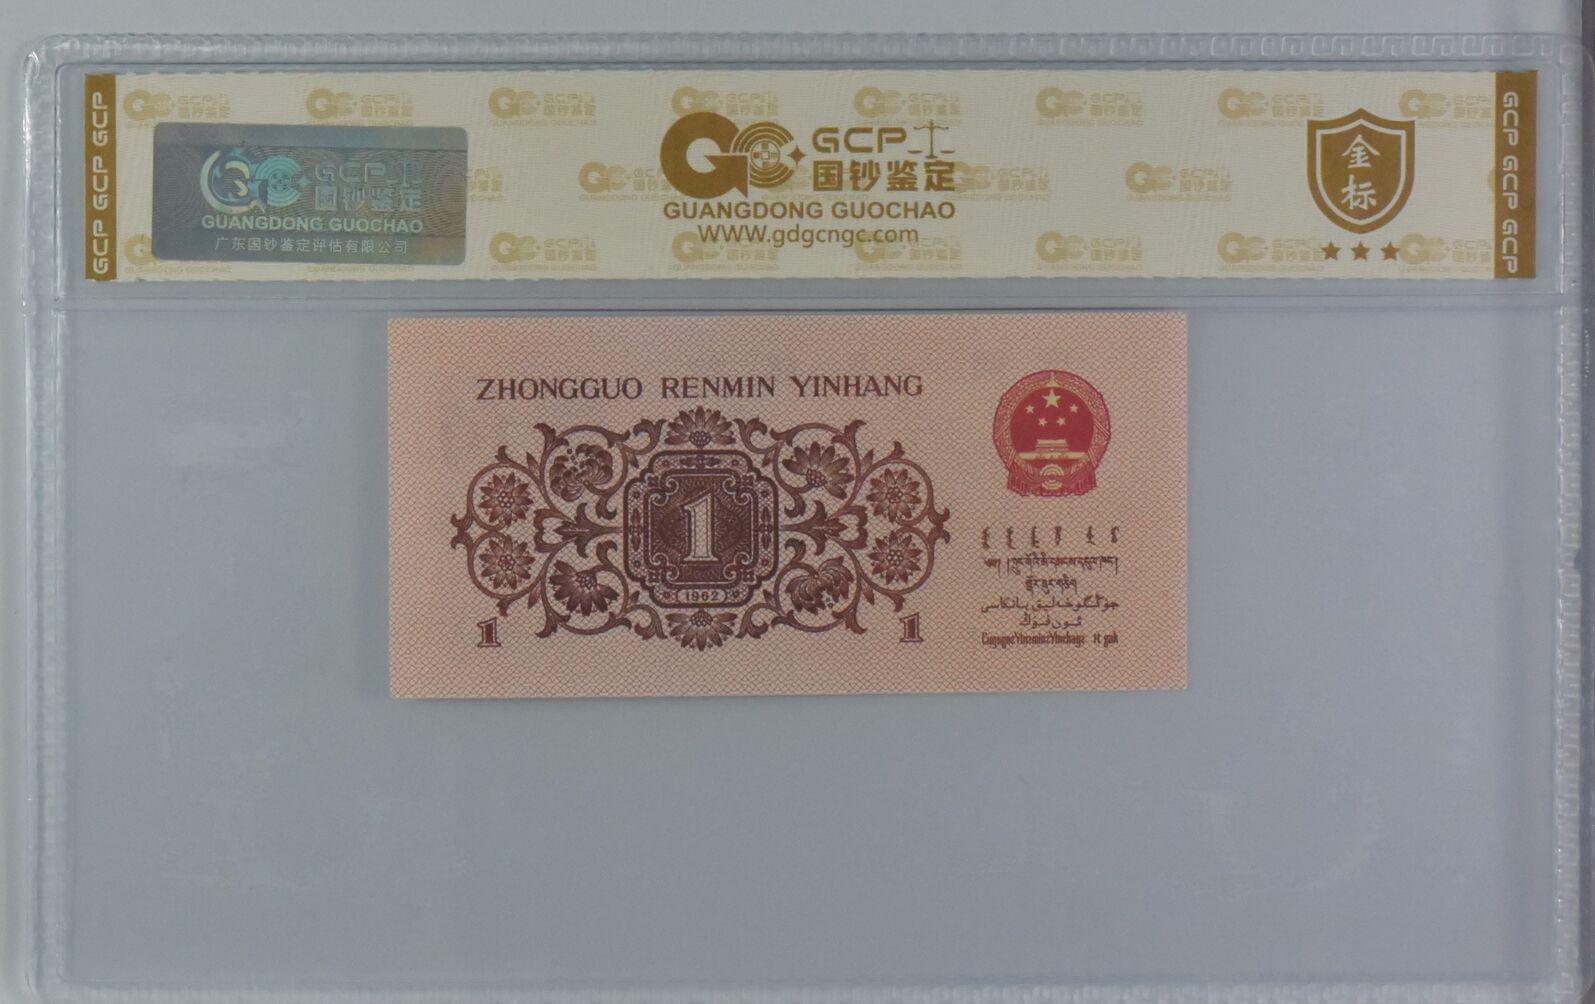 GCP GCP GCP
GCP
国钞鉴定
GUANGDONG GUOCHAO
广东国钞鉴定评估有限公司
GCP
国钞鉴定
GUANGDONG GUOCHAO
WWW.gdgcngc.com
金
标
GCP GCP GCP
ZHONGGUO RENMIN YINHANG
1
(1962)
1
1